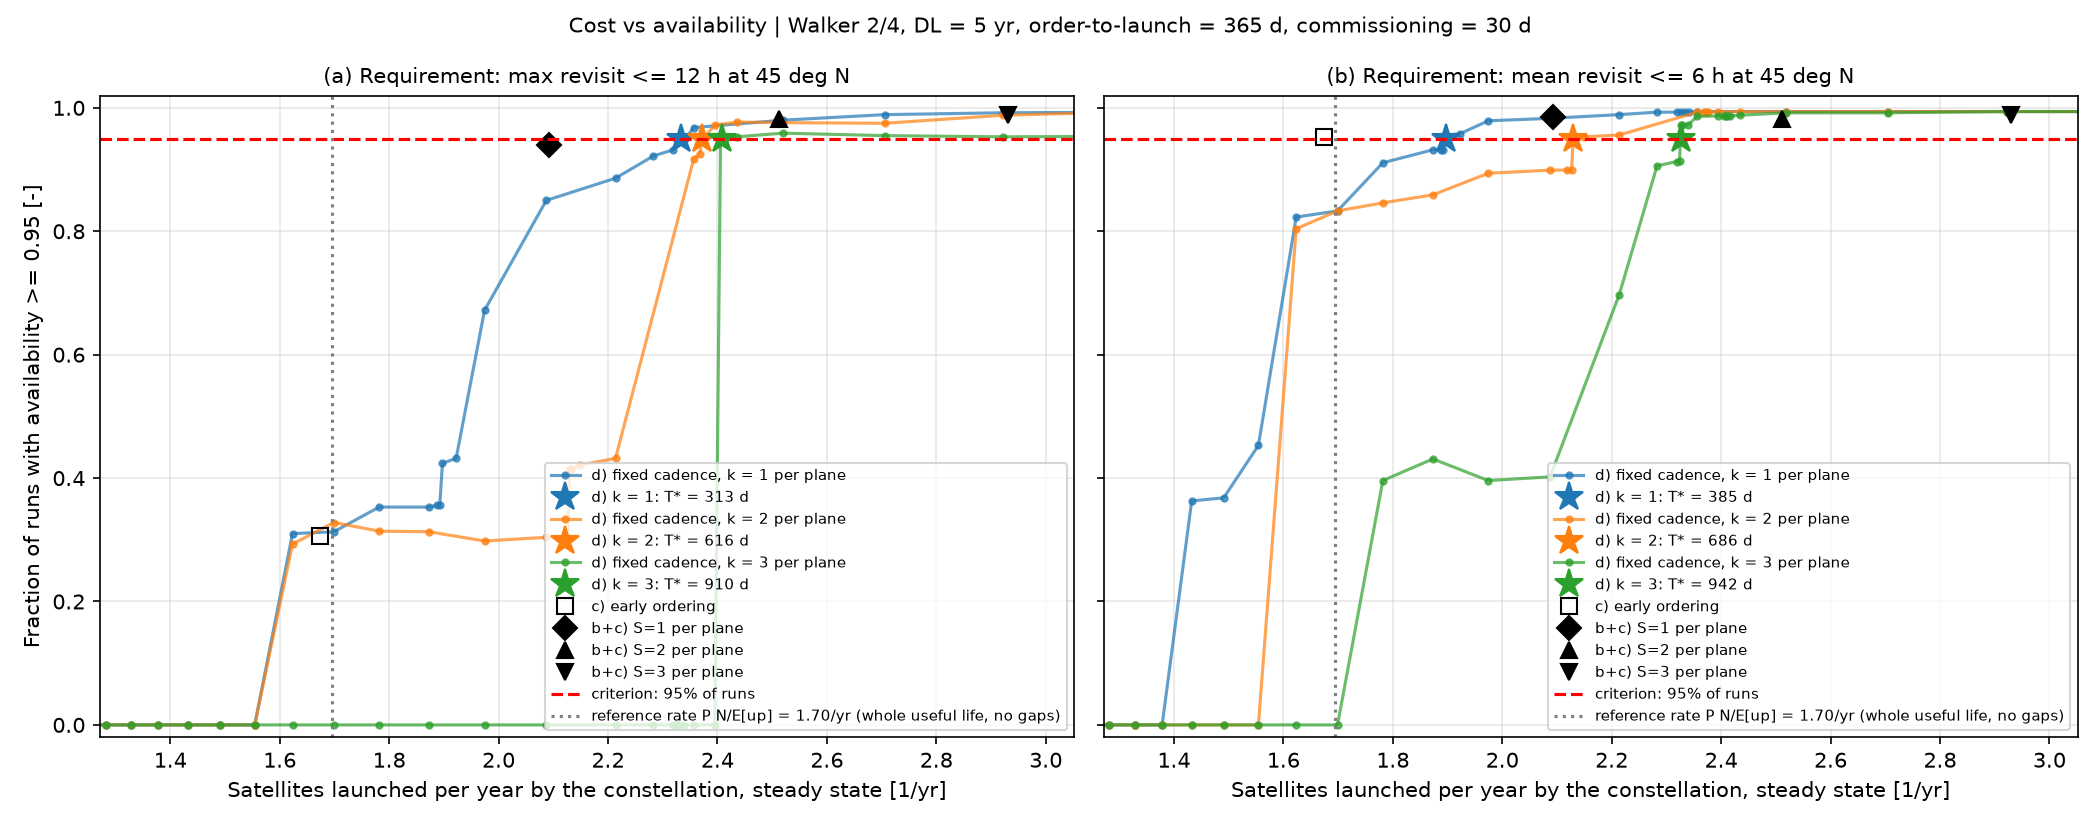 Cost vs availability | Walker 2/4, DL = 5 yr, order-to-launch = 365 d, commissioning = 30 d
(a) Requirement: max revisit <= 12 h at 45 deg N
Fraction of runs with availability >= 0.95 [-]
1.0
0.8
0.6
0.4
0.2
0.0
d) fixed cadence, k = 1 per plane
d) k = 1: T* = 313 d
d) fixed cadence, k = 2 per plane
d) k = 2: T* = 616 d
d) fixed cadence, k = 3 per plane
d) k = 3: T* = 910 d
c) early ordering
b+c) S=1 per plane
b+c) S=2 per plane
b+c) S=3 per plane
criterion: 95% of runs
reference rate P N/E[up] = 1.70/yr (whole useful life, no gaps)
1.4 1.6 1.8 2.0 2.2 2.4 2.6 2.8 3.0
Satellites launched per year by the constellation, steady state [1/yr]
(b) Requirement: mean revisit <= 6 h at 45 deg N
d) fixed cadence, k = 1 per plane
d) k = 1: T* = 385 d
d) fixed cadence, k = 2 per plane
d) k = 2: T* = 686 d
d) fixed cadence, k = 3 per plane
d) k = 3: T* = 942 d
c) early ordering
b+c) S=1 per plane
b+c) S=2 per plane
b+c) S=3 per plane
criterion: 95% of runs
reference rate P N/E[up] = 1.70/yr (whole useful life, no gaps)
1.4 1.6 1.8 2.0 2.2 2.4 2.6 2.8 3.0
Satellites launched per year by the constellation, steady state [1/yr]